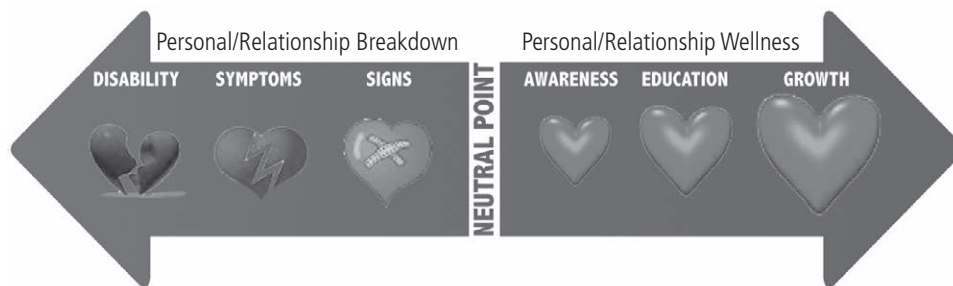 Personal/Relationship Breakdown
Personal/Relationship Wellness
DISABILITY
SYMPTOMS
SIGNS
NEUTRAL POINT
AWARENESS
EDUCATION
GROWTH